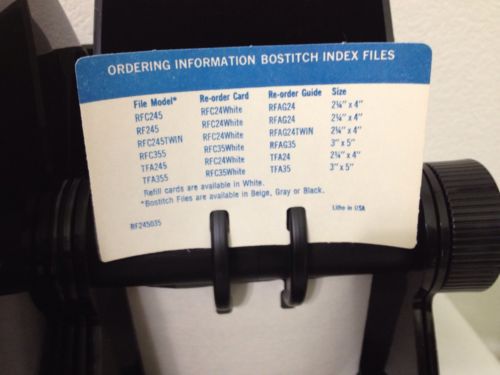 ORDERING INFORMATION BOSTITCH INDEX FILES
File Model* Re-order Card Re-order Guide Size
RFC245 RFC24White RFAG24 2¼" x 4"
RF245 RFC24White RFAG24 2¼" x 4"
RFC245TWIN RFC24White RFAG24TWIN 2¼" x 4"
RFC355 RFC35White RFAG35 3" x 5"
TFA245 RFC24White TFA24 2¼" x 4"
TFA355 RFC35White TFA35 3" x 5"
Refill cards are available in White.
*Bostitch Files are available in Beige, Gray or Black.
RF245035 Litho in USA